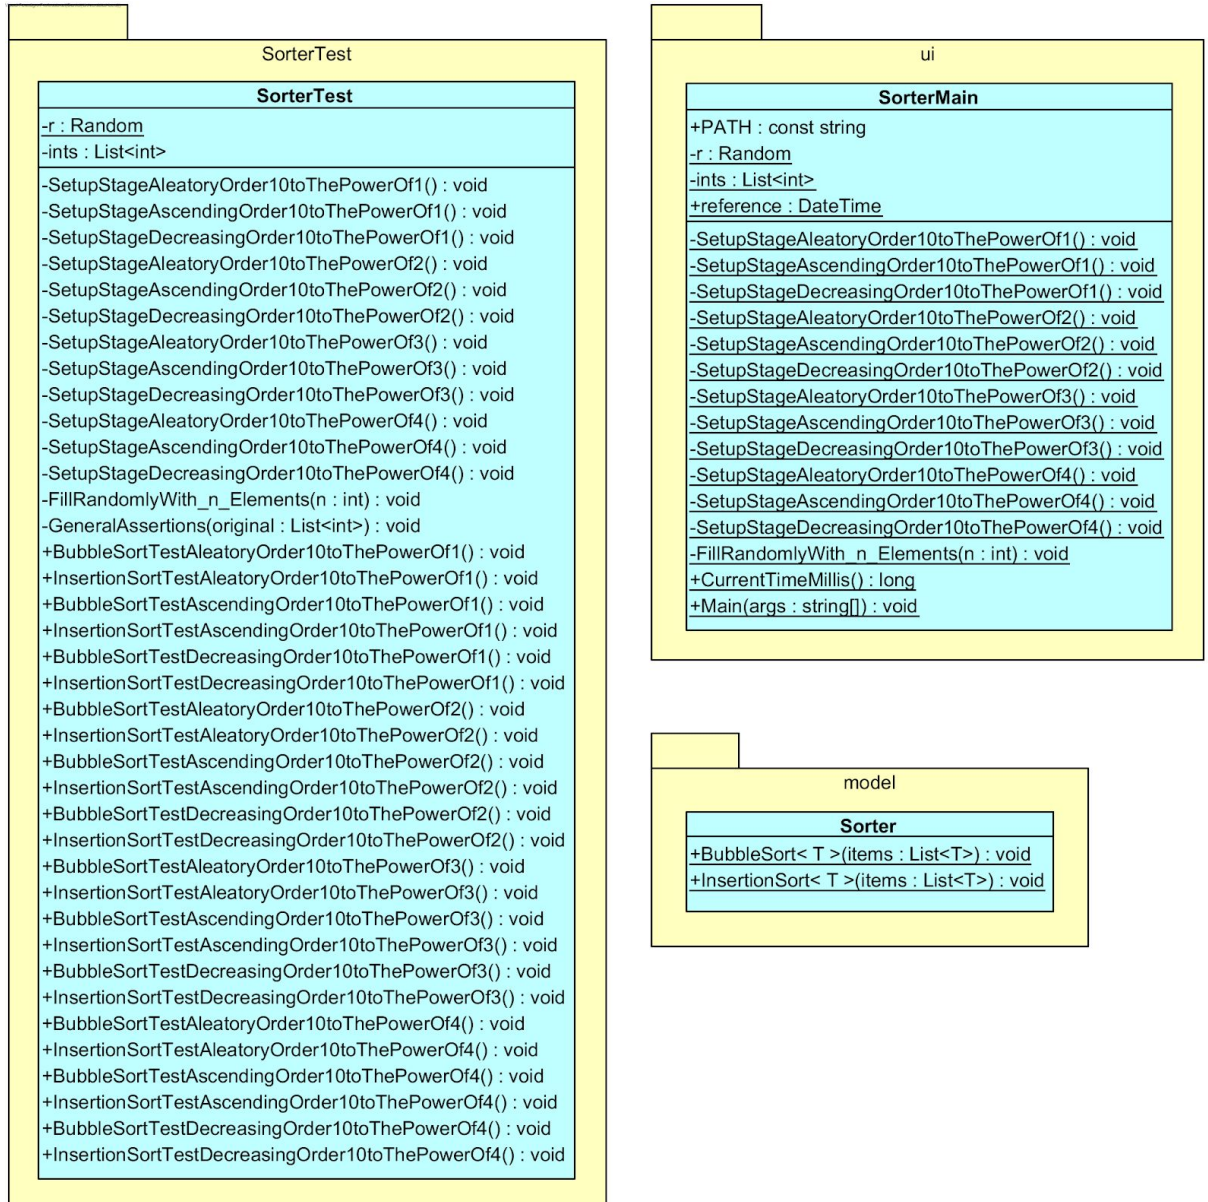 SorterTest
SorterTest
-r : Random
-ints : List<int>
-SetupStageAleatoryOrder10toThePowerOf1() : void
-SetupStageAscendingOrder10toThePowerOf1() : void
-SetupStageDecreasingOrder10toThePowerOf1() : void
-SetupStageAleatoryOrder10toThePowerOf2() : void
-SetupStageAscendingOrder10toThePowerOf2() : void
-SetupStageDecreasingOrder10toThePowerOf2() : void
-SetupStageAleatoryOrder10toThePowerOf3() : void
-SetupStageAscendingOrder10toThePowerOf3() : void
-SetupStageDecreasingOrder10toThePowerOf3() : void
-SetupStageAleatoryOrder10toThePowerOf4() : void
-SetupStageAscendingOrder10toThePowerOf4() : void
-SetupStageDecreasingOrder10toThePowerOf4() : void
-FillRandomlyWith_n_Elements(n : int) : void
-GeneralAssertions(original : List<int>) : void
+BubbleSortTestAleatoryOrder10toThePowerOf1() : void
+InsertionSortTestAleatoryOrder10toThePowerOf1() : void
+BubbleSortTestAscendingOrder10toThePowerOf1() : void
+InsertionSortTestAscendingOrder10toThePowerOf1() : void
+BubbleSortTestDecreasingOrder10toThePowerOf1() : void
+InsertionSortTestDecreasingOrder10toThePowerOf1() : void
+BubbleSortTestAleatoryOrder10toThePowerOf2() : void
+InsertionSortTestAleatoryOrder10toThePowerOf2() : void
+BubbleSortTestAscendingOrder10toThePowerOf2() : void
+InsertionSortTestAscendingOrder10toThePowerOf2() : void
+BubbleSortTestDecreasingOrder10toThePowerOf2() : void
+InsertionSortTestDecreasingOrder10toThePowerOf2() : void
+BubbleSortTestAleatoryOrder10toThePowerOf3() : void
+InsertionSortTestAleatoryOrder10toThePowerOf3() : void
+BubbleSortTestAscendingOrder10toThePowerOf3() : void
+InsertionSortTestAscendingOrder10toThePowerOf3() : void
+BubbleSortTestDecreasingOrder10toThePowerOf3() : void
+InsertionSortTestDecreasingOrder10toThePowerOf3() : void
+BubbleSortTestAleatoryOrder10toThePowerOf4() : void
+InsertionSortTestAleatoryOrder10toThePowerOf4() : void
+BubbleSortTestAscendingOrder10toThePowerOf4() : void
+InsertionSortTestAscendingOrder10toThePowerOf4() : void
+BubbleSortTestDecreasingOrder10toThePowerOf4() : void
+InsertionSortTestDecreasingOrder10toThePowerOf4() : void
ui
SorterMain
+PATH : const string
-r : Random
-ints : List<int>
+reference : DateTime
-SetupStageAleatoryOrder10toThePowerOf1() : void
-SetupStageAscendingOrder10toThePowerOf1() : void
-SetupStageDecreasingOrder10toThePowerOf1() : void
-SetupStageAleatoryOrder10toThePowerOf2() : void
-SetupStageAscendingOrder10toThePowerOf2() : void
-SetupStageDecreasingOrder10toThePowerOf2() : void
-SetupStageAleatoryOrder10toThePowerOf3() : void
-SetupStageAscendingOrder10toThePowerOf3() : void
-SetupStageDecreasingOrder10toThePowerOf3() : void
-SetupStageAleatoryOrder10toThePowerOf4() : void
-SetupStageAscendingOrder10toThePowerOf4() : void
-SetupStageDecreasingOrder10toThePowerOf4() : void
-FillRandomlyWith_n_Elements(n : int) : void
+CurrentTimeMillis() : long
+Main(args : string[]) : void
model
Sorter
+BubbleSort< T >(items : List<T>) : void
+InsertionSort< T >(items : List<T>) : void